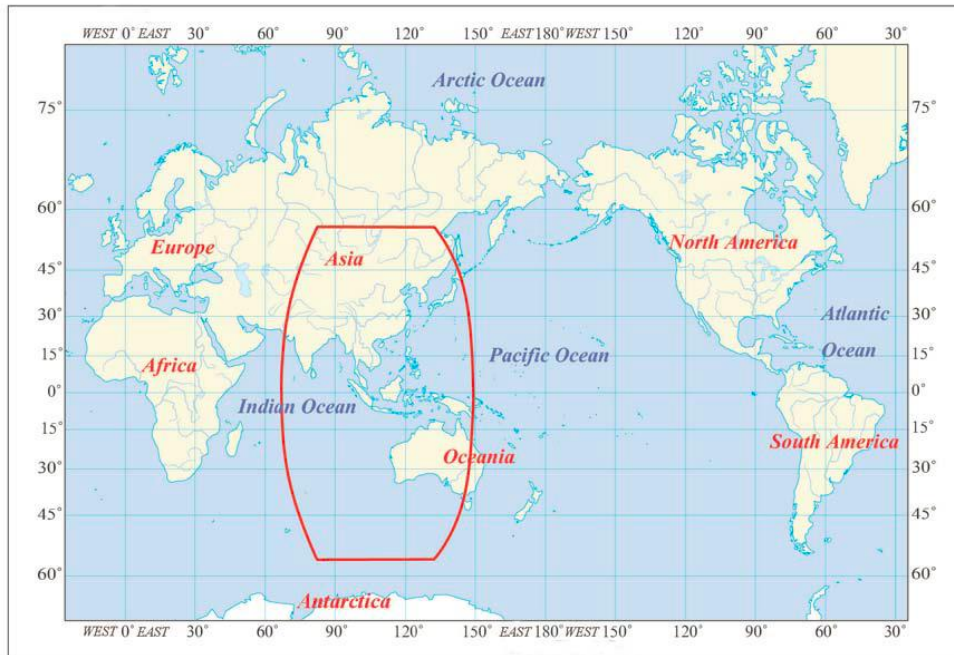 WEST 0° EAST 30° 60° 90° 120° 150° EAST 180° WEST 150° 120° 90° 60° 30°
Arctic Ocean
75° 75°
60° 60°
Europe Asia North America
45° 45°
30° Atlantic 30°
15° Africa Pacific Ocean Ocean 15°
0° Indian Ocean 0°
15° 15°
Oceania South America
30° 30°
45° 45°
60° 60°
Antarctica
WEST 0° EAST 30° 60° 90° 120° 150° EAST 180° WEST 150° 120° 90° 60° 30°